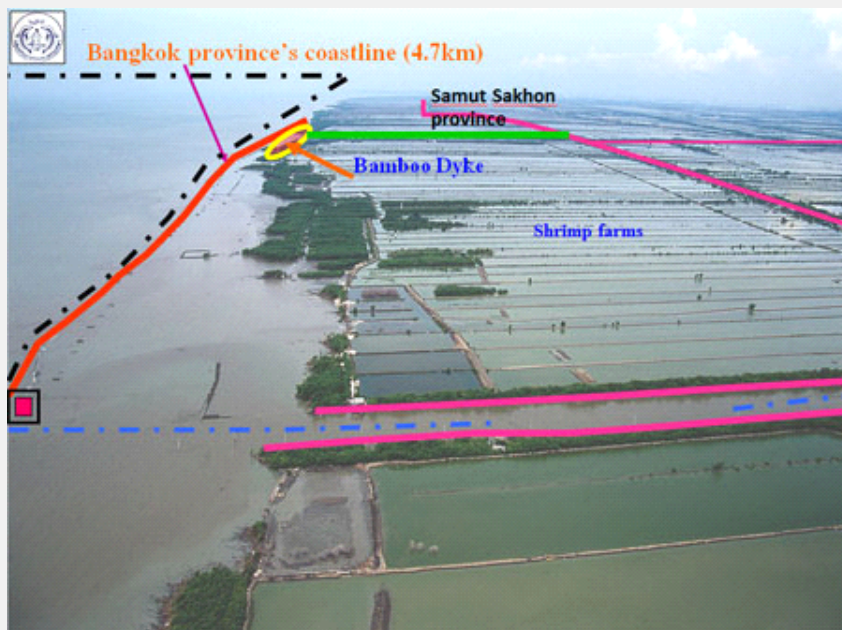 Bangkok province's coastline (4.7km)
Samut Sakhon
province
Bamboo Dyke
Shrimp farms